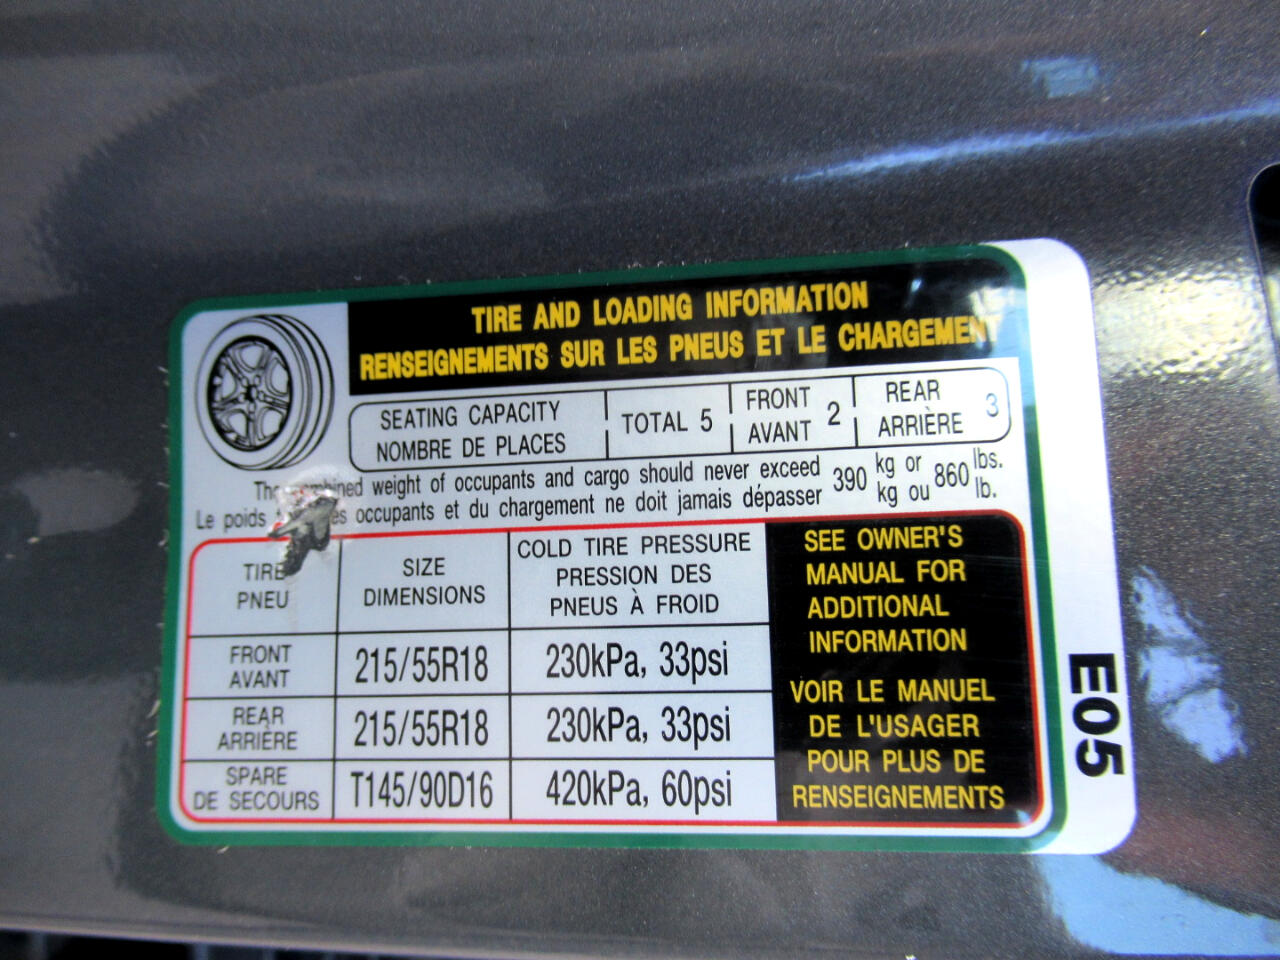 TIRE AND LOADING INFORMATION
RENSEIGNEMENTS SUR LES PNEUS ET LE CHARGEMENT
SEATING CAPACITY
NOMBRE DE PLACES
TOTAL 5
FRONT
AVANT
2
REAR
ARRIÈRE
3
weight of occupants and cargo should never exceed 390 kg or 860 lbs.
Le poids occupants et du chargement ne doit jamais dépasser kg ou lb.
TIRE
PNEU
SIZE
DIMENSIONS
COLD TIRE PRESSURE
PRESSION DES
PNEUS À FROID
FRONT
AVANT
215/55R18
230kPa, 33psi
REAR
ARRIÈRE
215/55R18
230kPa, 33psi
SPARE
DE SECOURS
T145/90D16
420kPa, 60psi
SEE OWNER'S
MANUAL FOR
ADDITIONAL
INFORMATION
VOIR LE MANUEL
DE L'USAGER
POUR PLUS DE
RENSEIGNEMENTS
E05